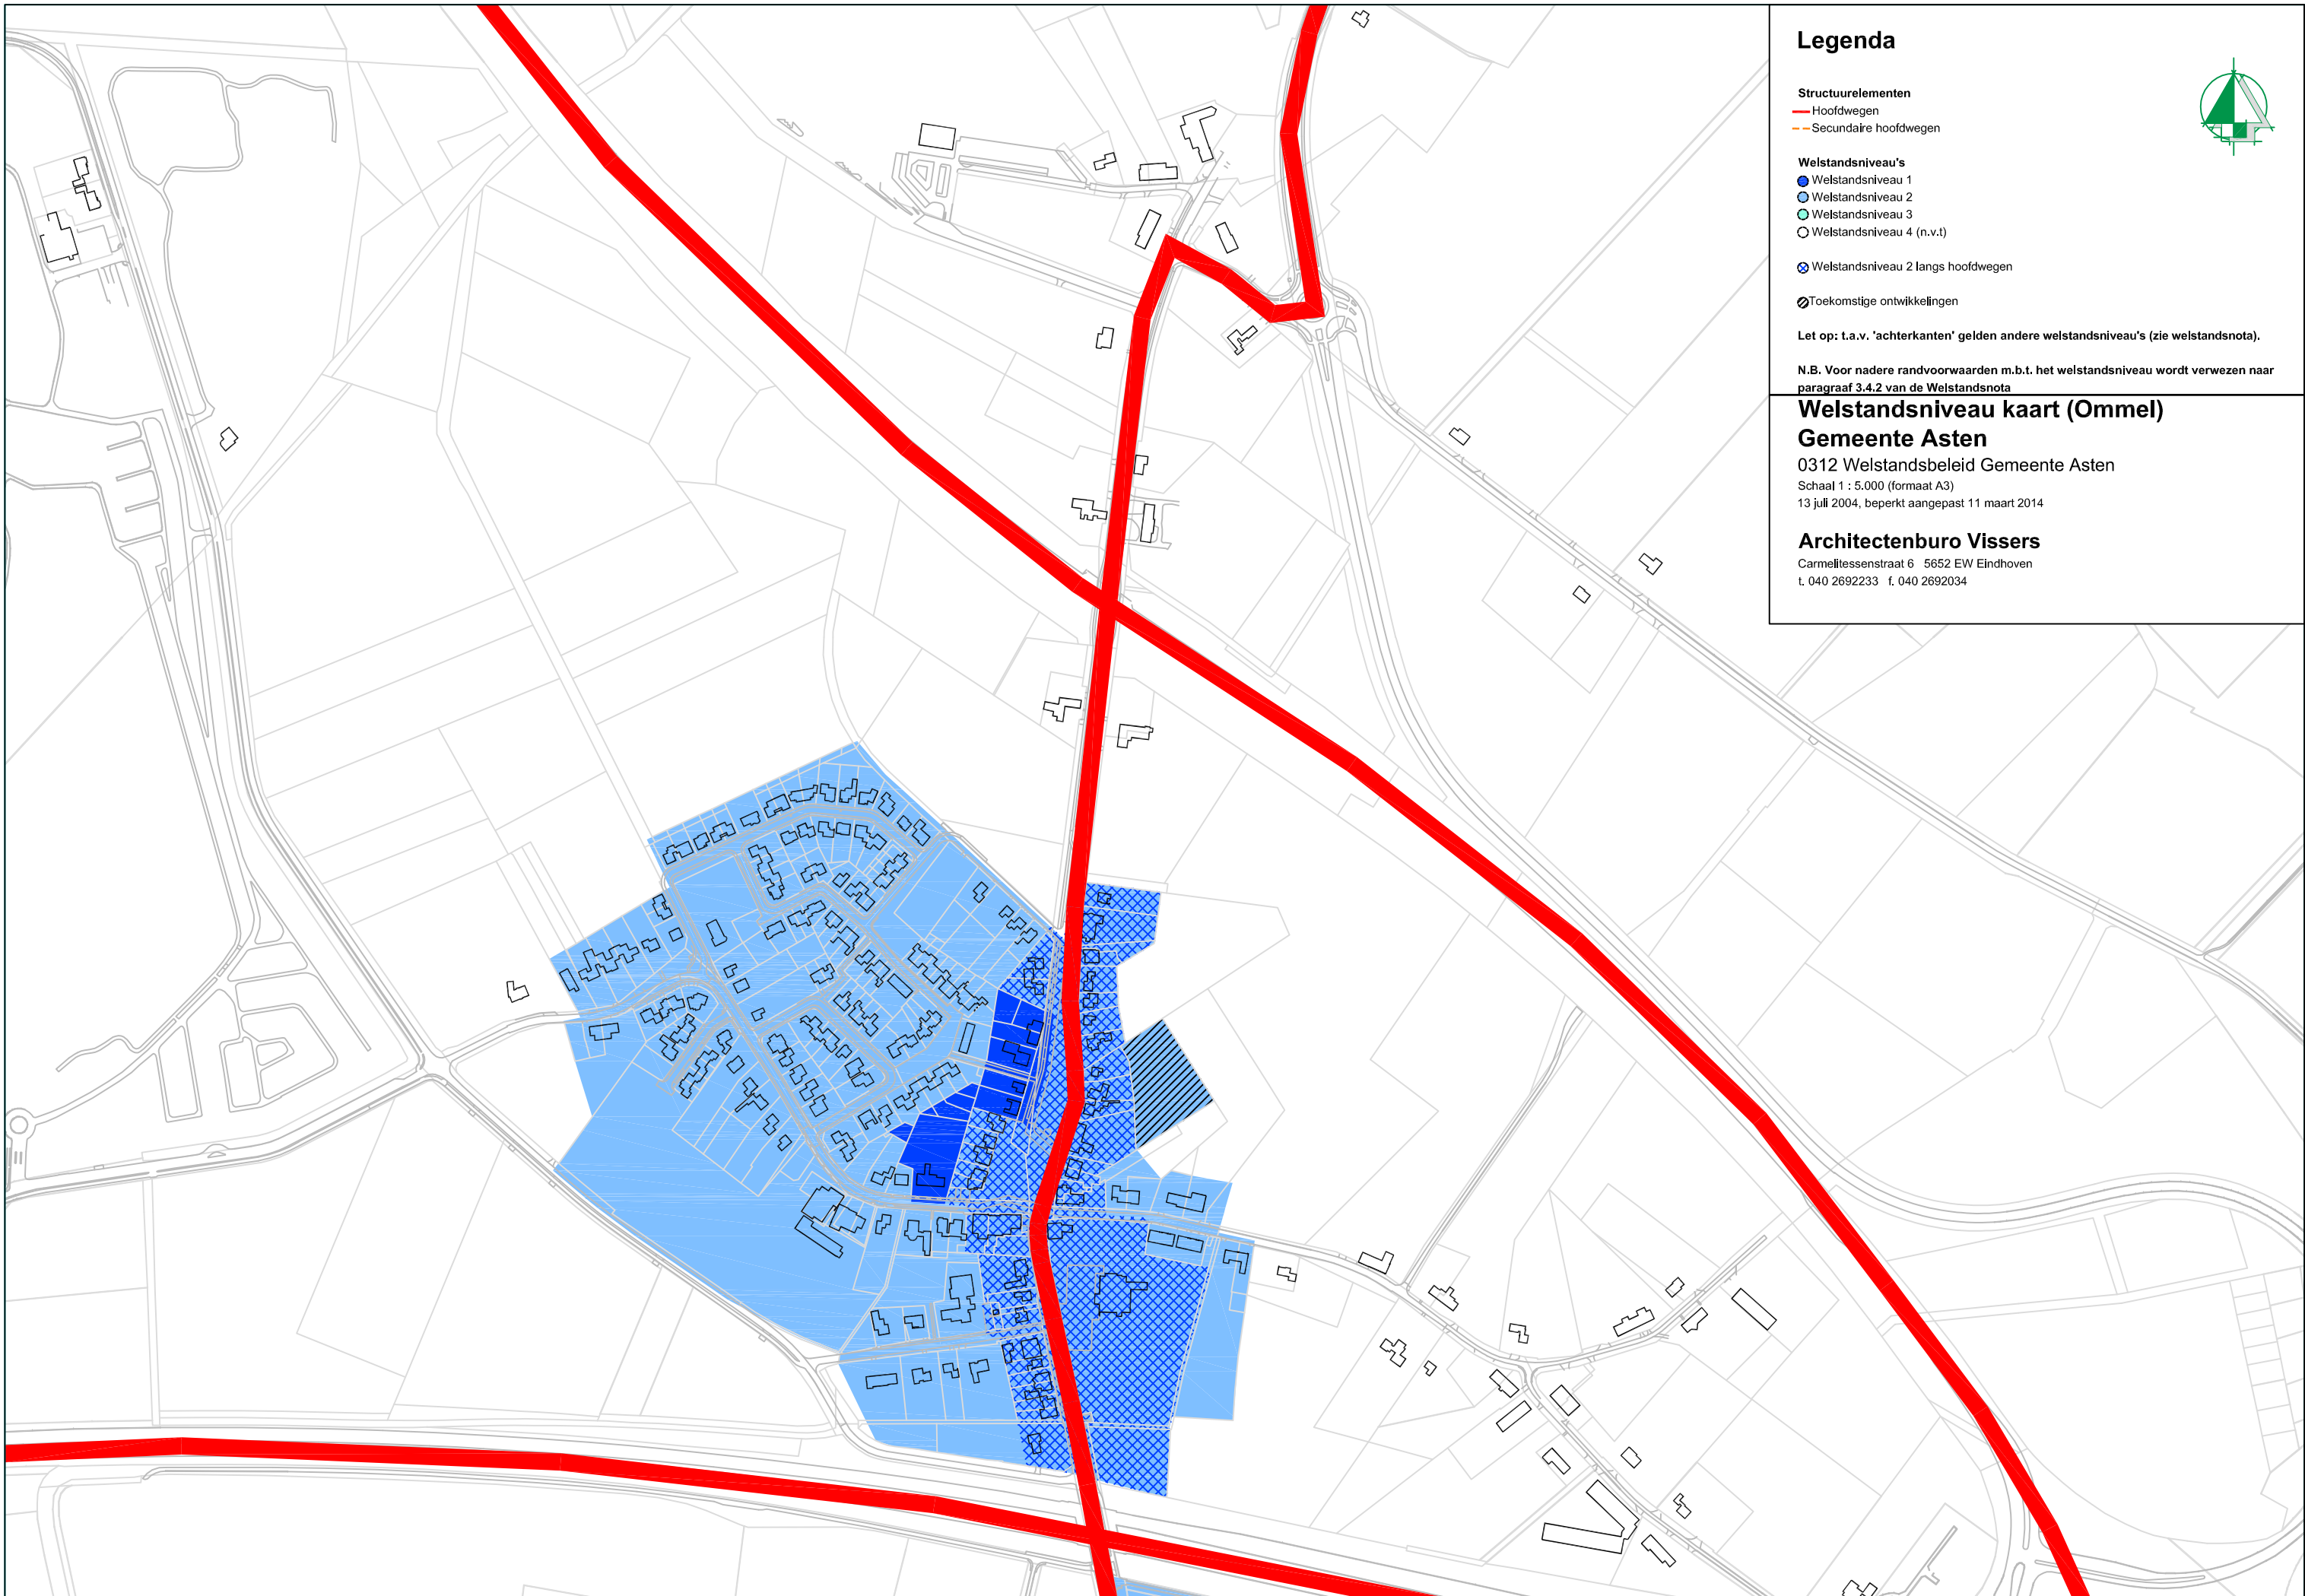 Legenda
Structuurelementen
Hoofdwegen
Secundaire hoofdwegen
Welstandsniveau's
Welstandsniveau 1
Welstandsniveau 2
Welstandsniveau 3
Welstandsniveau 4 (n.v.t)
Welstandsniveau 2 langs hoofdwegen
Toekomstige ontwikkelingen
Let op: t.a.v. 'achterkanten' gelden andere welstandsniveau's (zie welstandsnota).
N.B. Voor nadere randvoorwaarden m.b.t. het welstandsniveau wordt verwezen naar
paragraaf 3.4.2 van de Welstandsnota
Welstandsniveau kaart (Ommel)
Gemeente Asten
0312 Welstandsbeleid Gemeente Asten
Schaal 1 : 5.000 (formaat A3)
13 juli 2004, beperkt aangepast 11 maart 2014
Architectenburo Vissers
Carmelitessenstraat 6 5652 EW Eindhoven
t. 040 2692233 f. 040 2692034